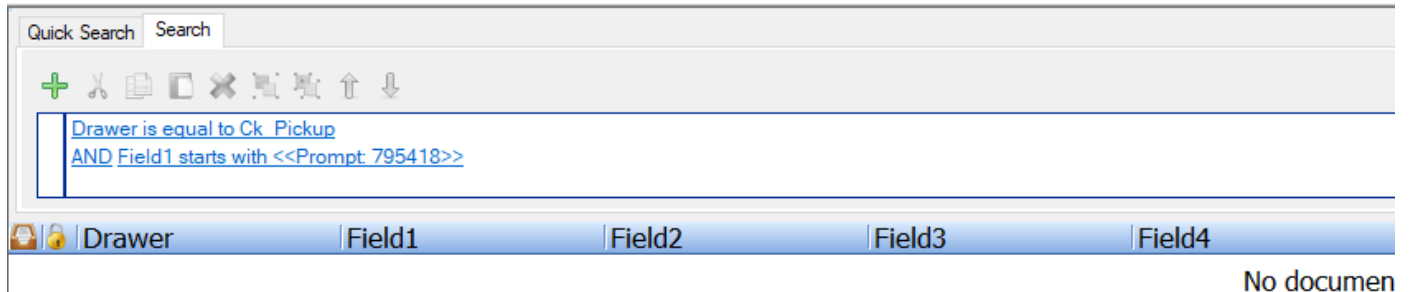 Quick Search Search
Drawer is equal to Ck_Pickup
AND Field1 starts with <<Prompt: 795418>>
Drawer Field1 Field2 Field3 Field4
No documen